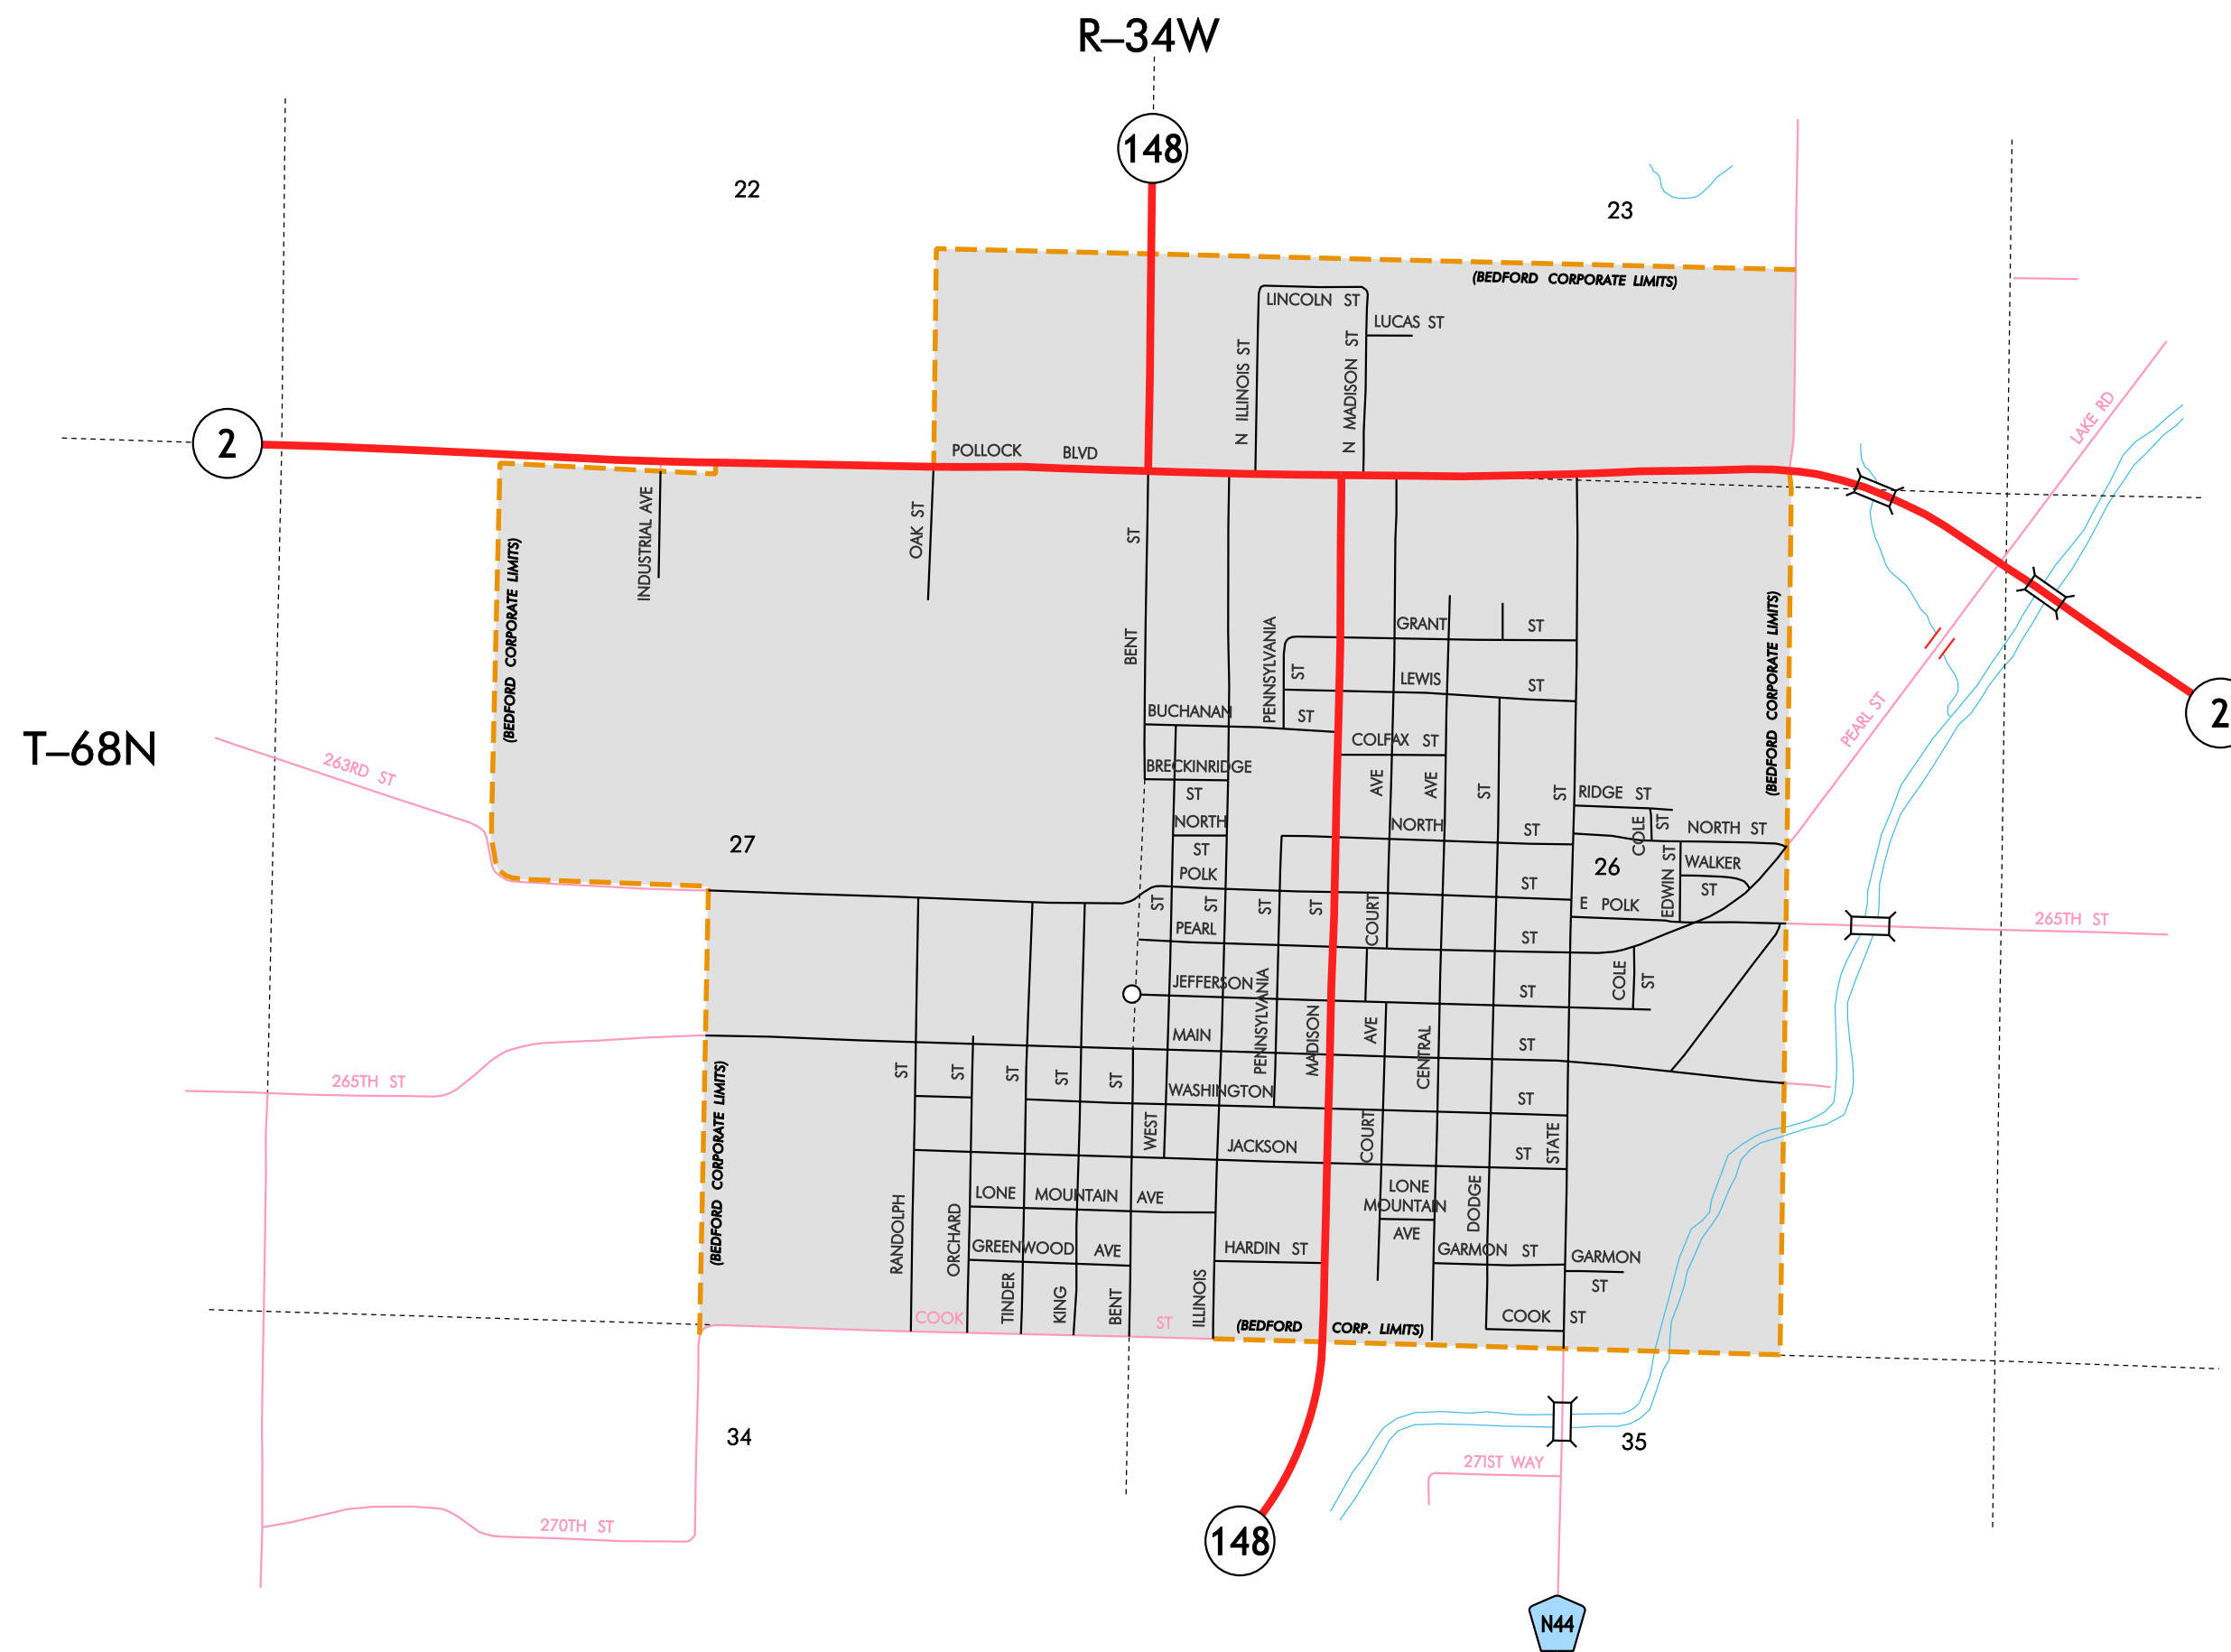 R–34W
148
22
23
(BEDFORD CORPORATE LIMITS)
LINCOLN ST
LUCAS ST
N ILLINOIS ST
N MADISON ST
LAKE RD
2
POLLOCK BLVD
INDUSTRIAL AVE
OAK ST
ST
BENT
(BEDFORD CORPORATE LIMITS)
(BEDFORD CORPORATE LIMITS)
PENNSYLVANIA
ST
GRANT ST
LEWIS ST
BUCHANAN ST
COLFAX ST
PEARL ST
2
T–68N
263RD ST
BRECKINRIDGE
ST
AVE
AVE
ST
ST
RIDGE ST
COLE
ST
NORTH
ST
NORTH ST
NORTH ST
27
26
EDWIN ST
WALKER
ST
POLK ST
E POLK
ST
ST
ST
ST
COURT
PEARL ST
265TH ST
JEFFERSON ST
COLE
ST
PENNSYLVANIA
MADISON
AVE
CENTRAL
MAIN ST
265TH ST
(BEDFORD CORPORATE LIMITS)
ST
ST
ST
ST
ST
WASHINGTON ST
WEST
COURT
STATE
JACKSON ST
RANDOLPH
ORCHARD
LONE MOUNTAIN AVE
LONE
MOUNTAIN
AVE
DODGE
GREENWOOD AVE
HARDIN ST
GARMON ST
GARMON
ST
TINDER
KING
BENT
ILLINOIS
COOK ST
(BEDFORD CORP. LIMITS)
COOK ST
34
35
271ST WAY
270TH ST
148
N44